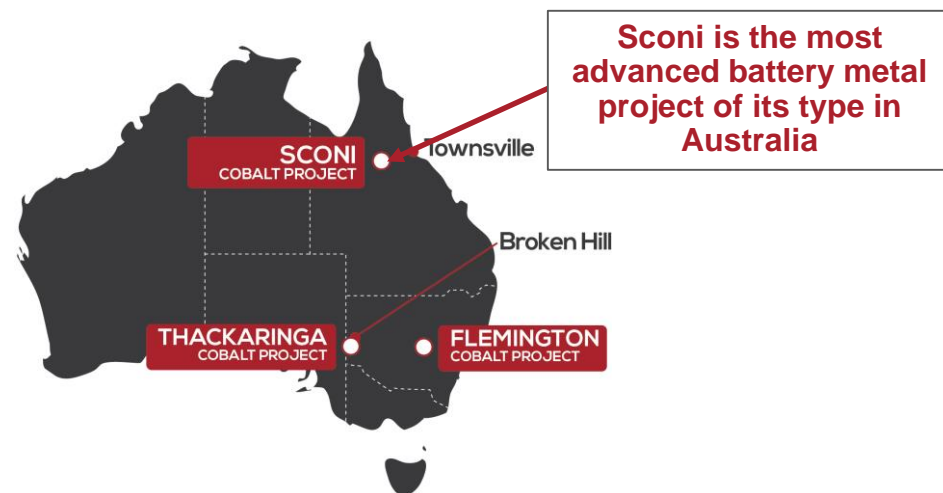 Sconi is the most
advanced battery metal
project of its type in
Australia
SCONI
COBALT PROJECT
Townsville
Broken Hill
THACKARINGA
COBALT PROJECT
FLEMINGTON
COBALT PROJECT